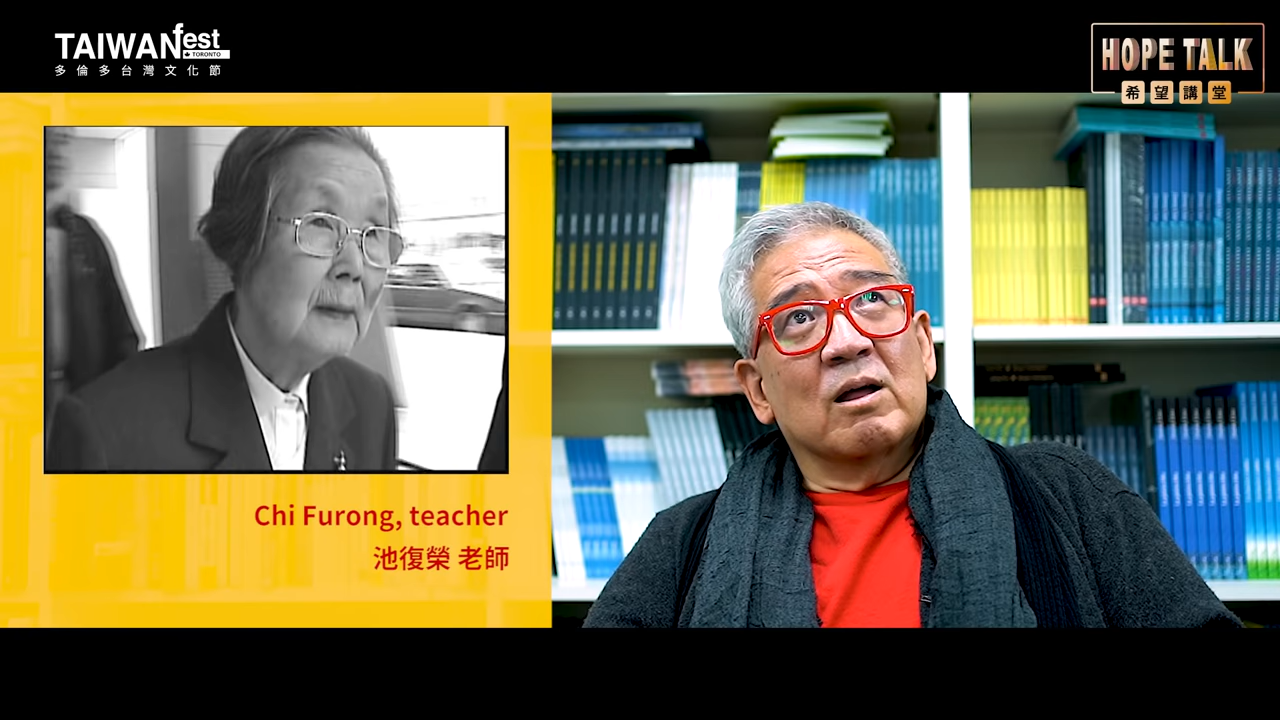 TAIWANfest
TORONTO
多倫多台灣文化節
HOPE TALK
希望講堂
Chi Furong, teacher
池復榮 老師